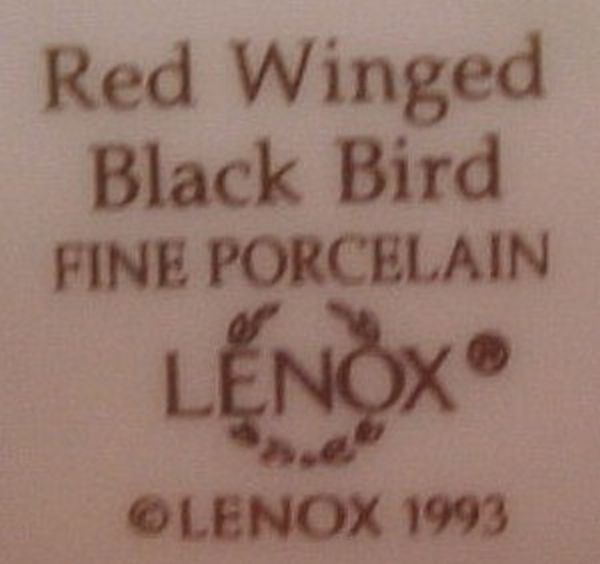 Red Winged
Black Bird
FINE PORCELAIN
LENOX®
©LENOX 1993